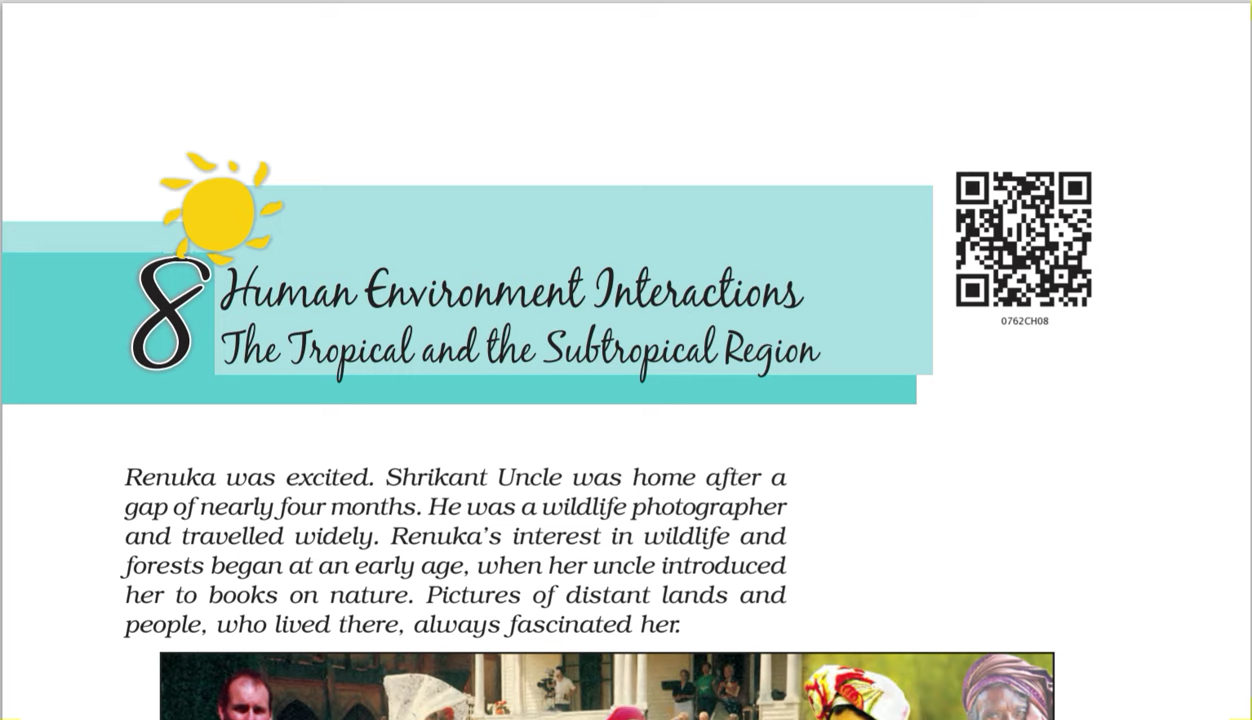 8
Human Environment Interactions
The Tropical and the Subtropical Region
0762CH08
Renuka was excited. Shrikant Uncle was home after a
gap of nearly four months. He was a wildlife photographer
and travelled widely. Renuka's interest in wildlife and
forests began at an early age, when her uncle introduced
her to books on nature. Pictures of distant lands and
people, who lived there, always fascinated her.